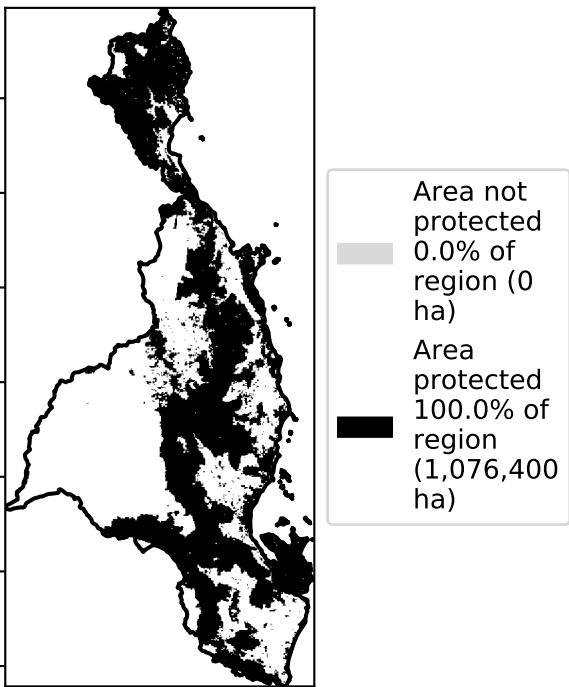 Area not
protected
0.0% of
region (0
ha)
Area
protected
100.0% of
region
(1,076,400
ha)